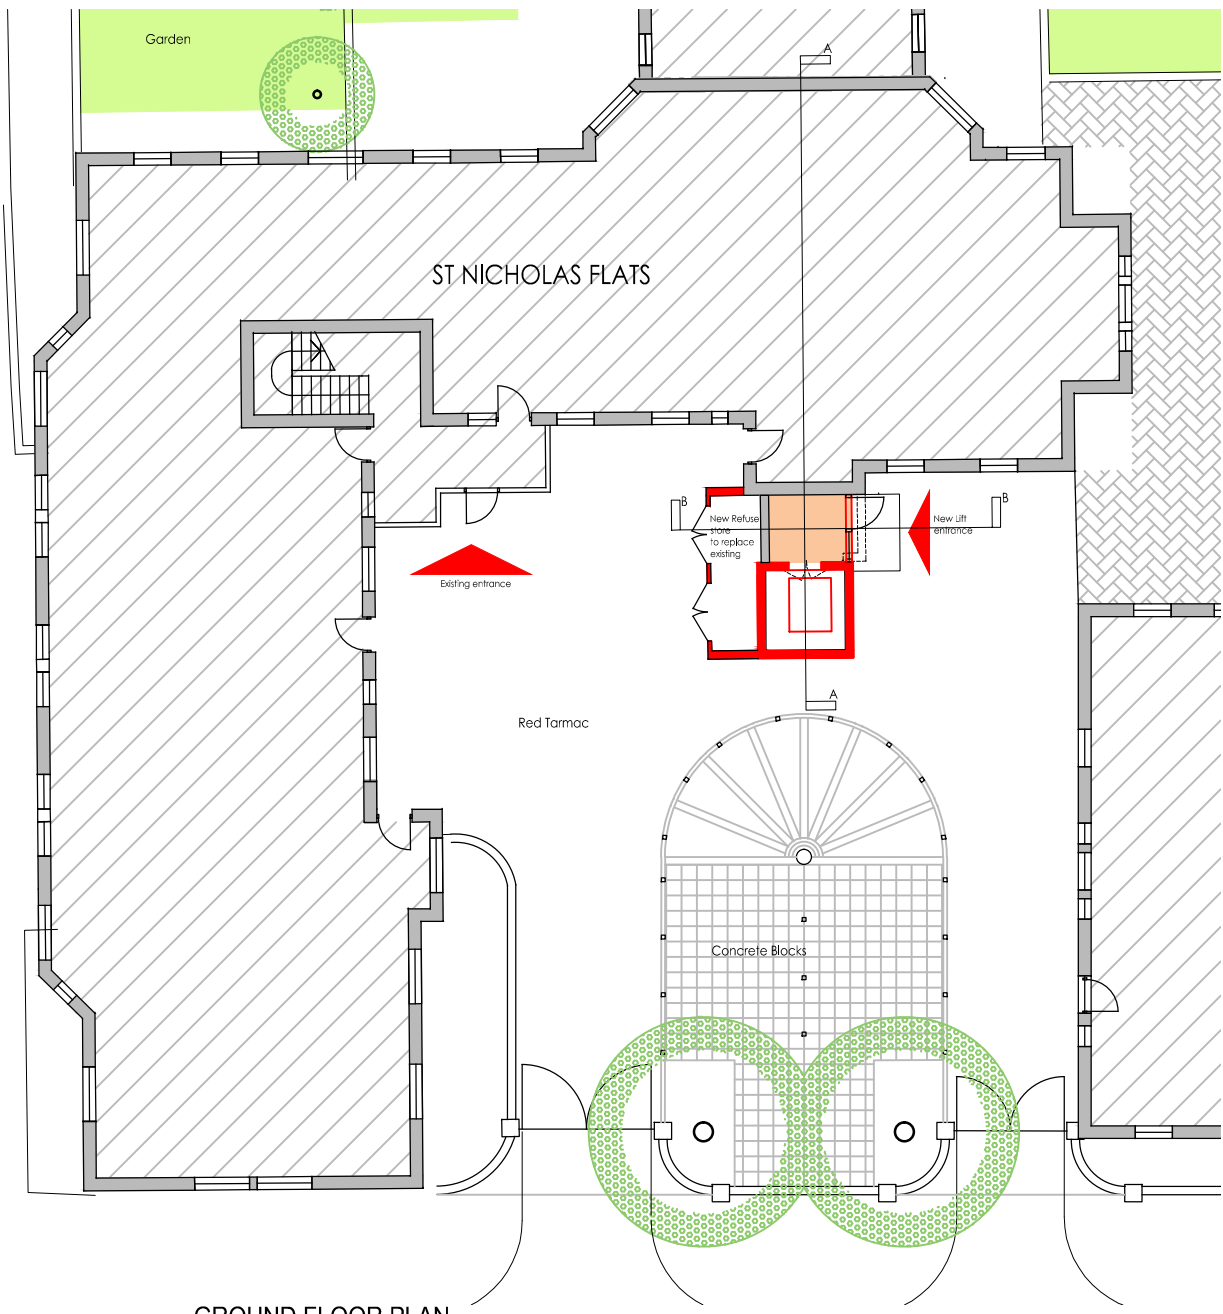 Garden
A
ST NICHOLAS FLATS
B
B
New Refuse
store
to replace
existing
New Lift
entrance
Existing entrance
A
Red Tarmac
Concrete Blocks
GROUND FLOOR PLAN